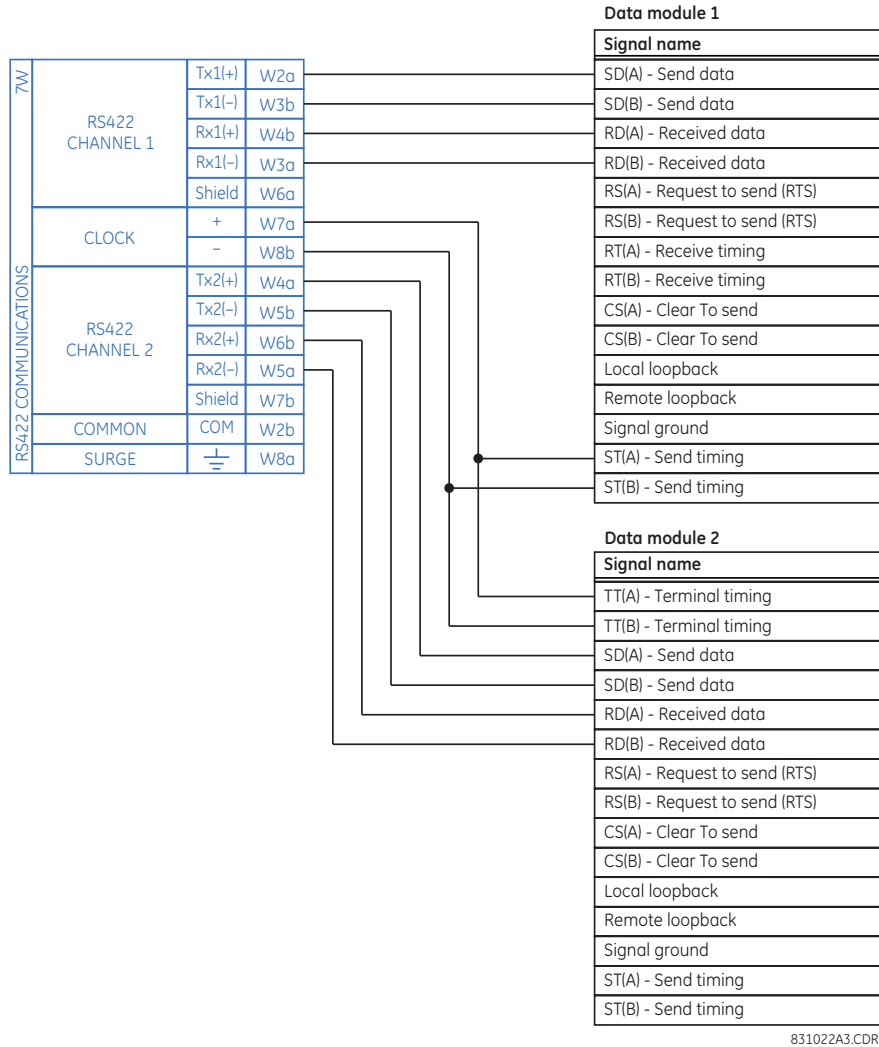 Data module 1
Signal name
7W
RS422 COMMUNICATIONS
RS422
CHANNEL 1
Tx1(+) W2a
Tx1(–) W3b
Rx1(+) W4b
Rx1(–) W3a
Shield W6a
CLOCK
+ W7a
– W8b
RS422
CHANNEL 2
Tx2(+) W4a
Tx2(–) W5b
Rx2(+) W6b
Rx2(–) W5a
Shield W7b
COMMON COM W2b
SURGE W8a
SD(A) - Send data
SD(B) - Send data
RD(A) - Received data
RD(B) - Received data
RS(A) - Request to send (RTS)
RS(B) - Request to send (RTS)
RT(A) - Receive timing
RT(B) - Receive timing
CS(A) - Clear To send
CS(B) - Clear To send
Local loopback
Remote loopback
Signal ground
ST(A) - Send timing
ST(B) - Send timing
Data module 2
Signal name
TT(A) - Terminal timing
TT(B) - Terminal timing
SD(A) - Send data
SD(B) - Send data
RD(A) - Received data
RD(B) - Received data
RS(A) - Request to send (RTS)
RS(B) - Request to send (RTS)
CS(A) - Clear To send
CS(B) - Clear To send
Local loopback
Remote loopback
Signal ground
ST(A) - Send timing
ST(B) - Send timing
831022A3.CDR